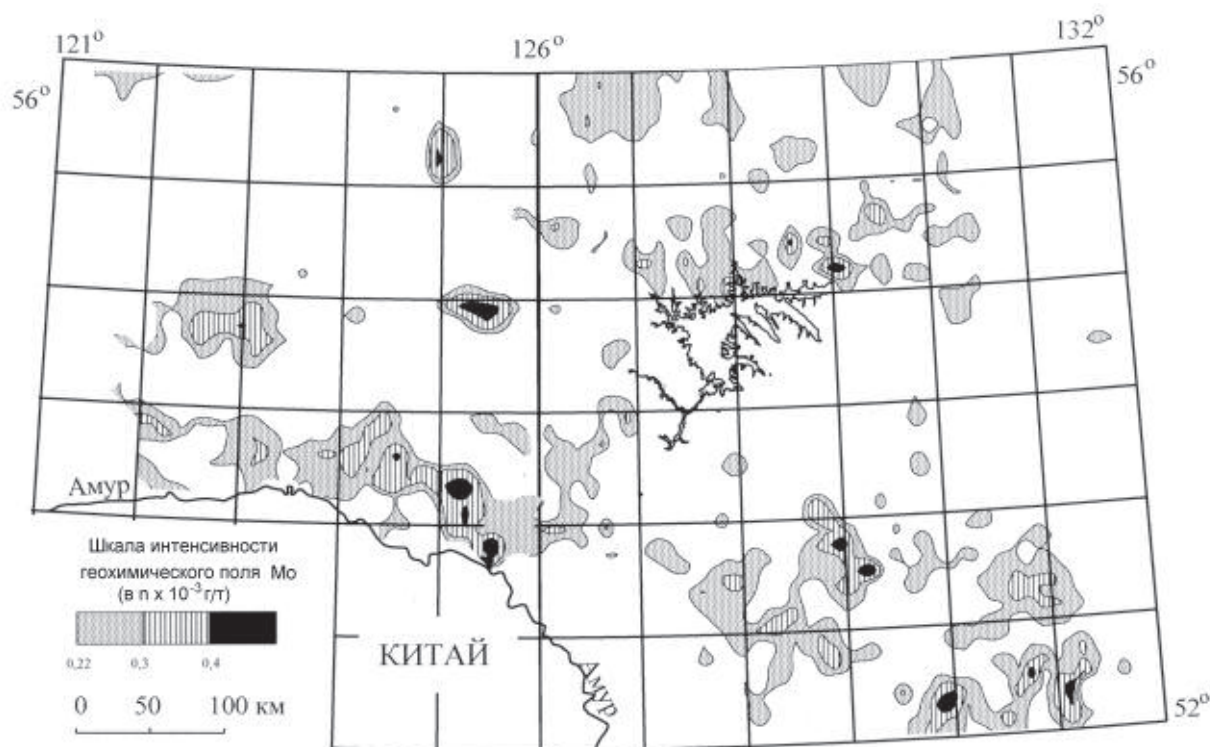 121°
126°
132°
56°
56°
Амур
Шкала интенсивности
геохимического поля Mo
(в n x 10⁻³ г/т)
0,22 0,3 0,4
0 50 100 км
КИТАЙ
Амур
52°